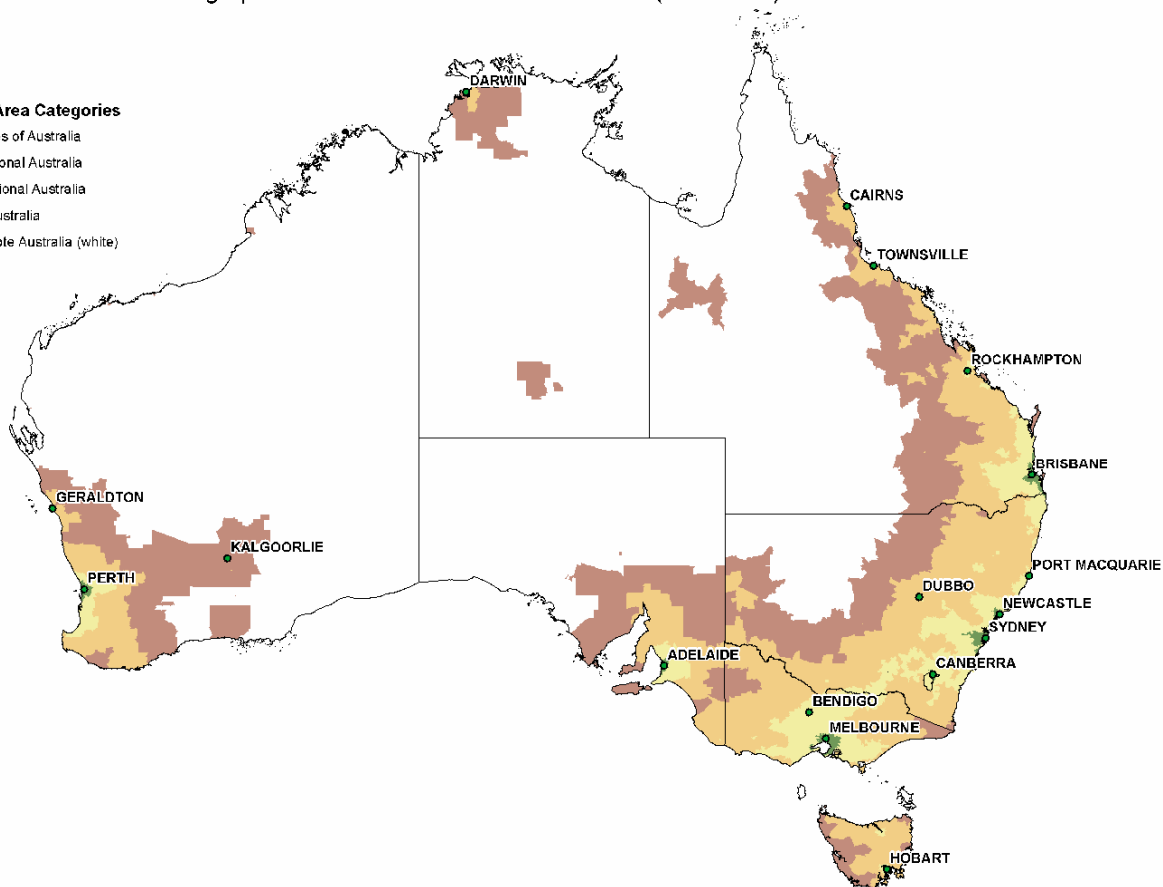 Area Categories
s of Australia
onal Australia
ional Australia
ustralia
ote Australia (white)
DARWIN
CAIRNS
TOWNSVILLE
ROCKHAMPTON
BRISBANE
GERALDTON
KALGOORLIE
PERTH
PORT MACQUARIE
DUBBO
NEWCASTLE
SYDNEY
ADELAIDE
CANBERRA
BENDIGO
MELBOURNE
HOBART